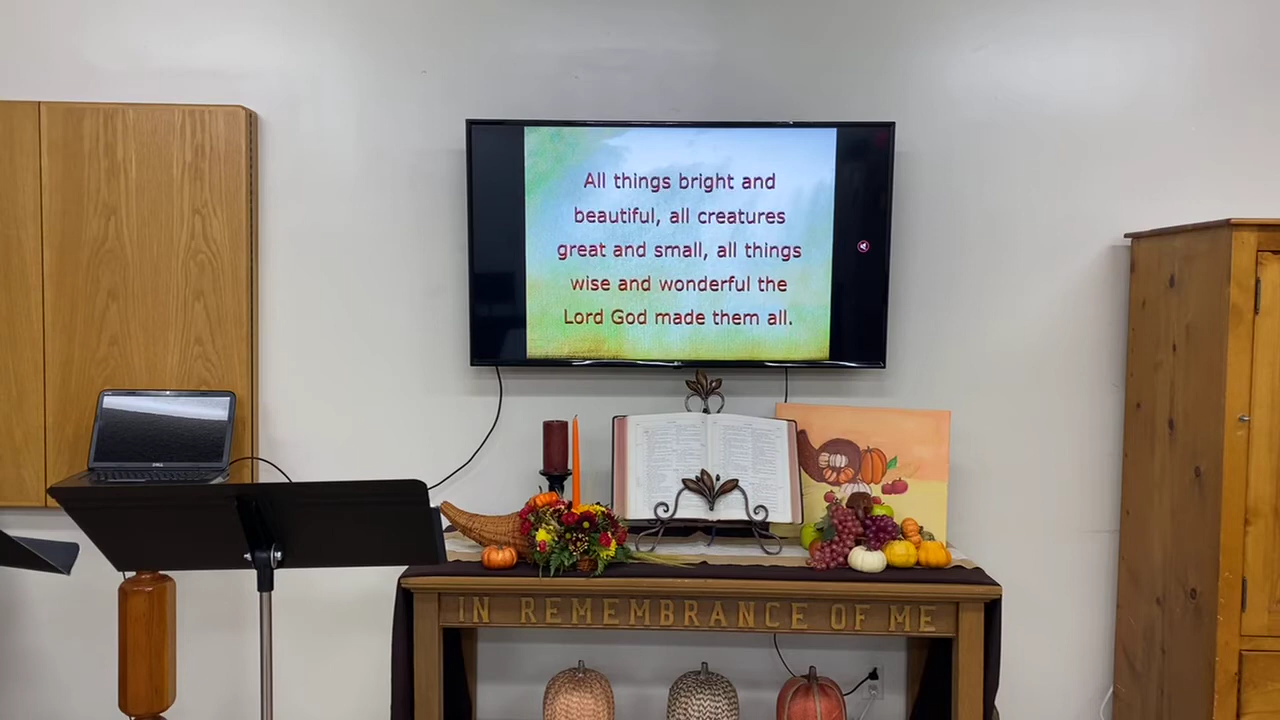 All things bright and
beautiful, all creatures
great and small, all things
wise and wonderful the
Lord God made them all.
DELL
IN REMEMBRANCE OF ME